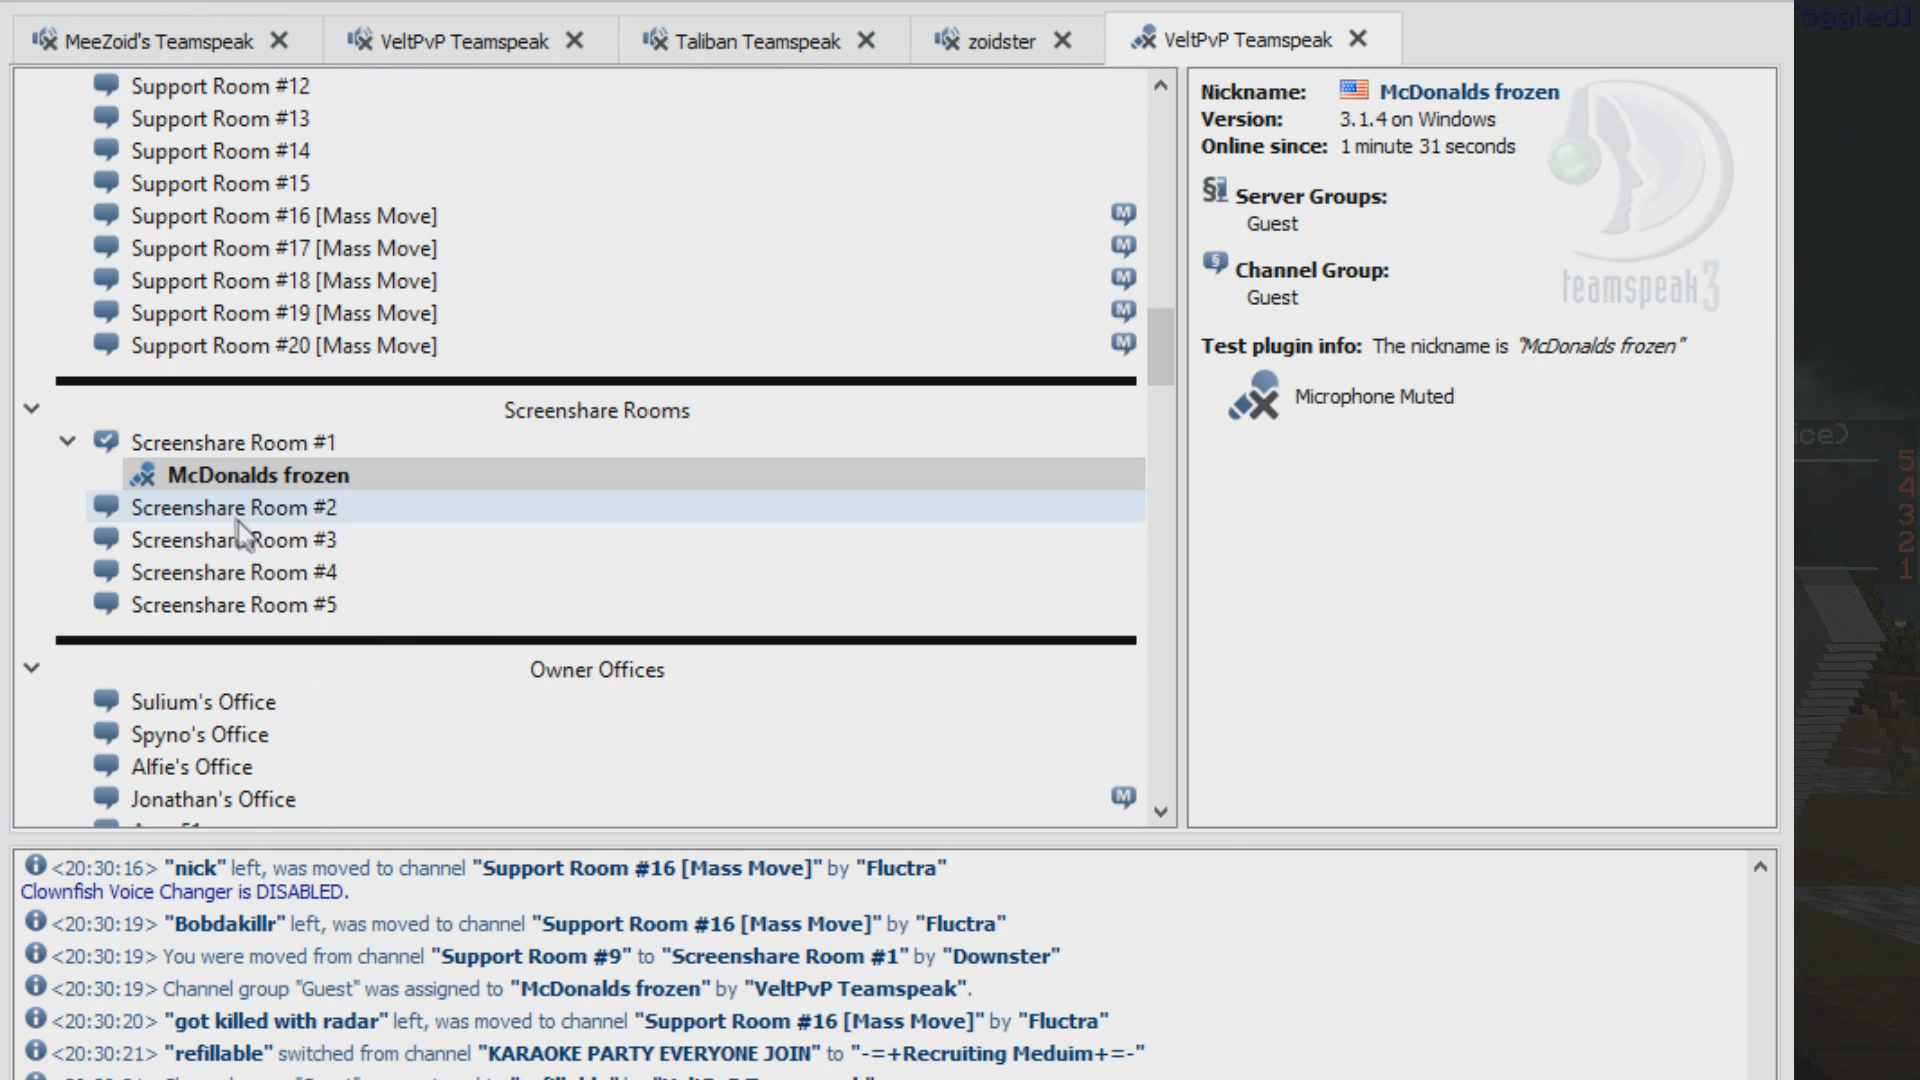 MeeZoid's Teamspeak
VeltPvP Teamspeak
Taliban Teamspeak
zoidster
VeltPvP Teamspeak
oggled)
Support Room #12
Support Room #13
Support Room #14
Support Room #15
Support Room #16 [Mass Move]
Support Room #17 [Mass Move]
Support Room #18 [Mass Move]
Support Room #19 [Mass Move]
Support Room #20 [Mass Move]
Screenshare Rooms
Screenshare Room #1
McDonalds frozen
Screenshare Room #2
Screenshare Room #3
Screenshare Room #4
Screenshare Room #5
Owner Offices
Sulium's Office
Spyno's Office
Alfie's Office
Jonathan's Office
Nickname: McDonalds frozen
Version: 3.1.4 on Windows
Online since: 1 minute 31 seconds
Server Groups:
Guest
Channel Group:
Guest
teamspeak 3
Test plugin info: The nickname is "McDonalds frozen"
Microphone Muted
ice)
5
4
3
2
1
<20:30:16> "nick" left, was moved to channel "Support Room #16 [Mass Move]" by "Fluctra"
Clownfish Voice Changer is DISABLED.
<20:30:19> "Bobdakillr" left, was moved to channel "Support Room #16 [Mass Move]" by "Fluctra"
<20:30:19> You were moved from channel "Support Room #9" to "Screenshare Room #1" by "Downster"
<20:30:19> Channel group "Guest" was assigned to "McDonalds frozen" by "VeltPvP Teamspeak".
<20:30:20> "got killed with radar" left, was moved to channel "Support Room #16 [Mass Move]" by "Fluctra"
<20:30:21> "refillable" switched from channel "KARAOKE PARTY EVERYONE JOIN" to "-=+Recruiting Meduim+=-"